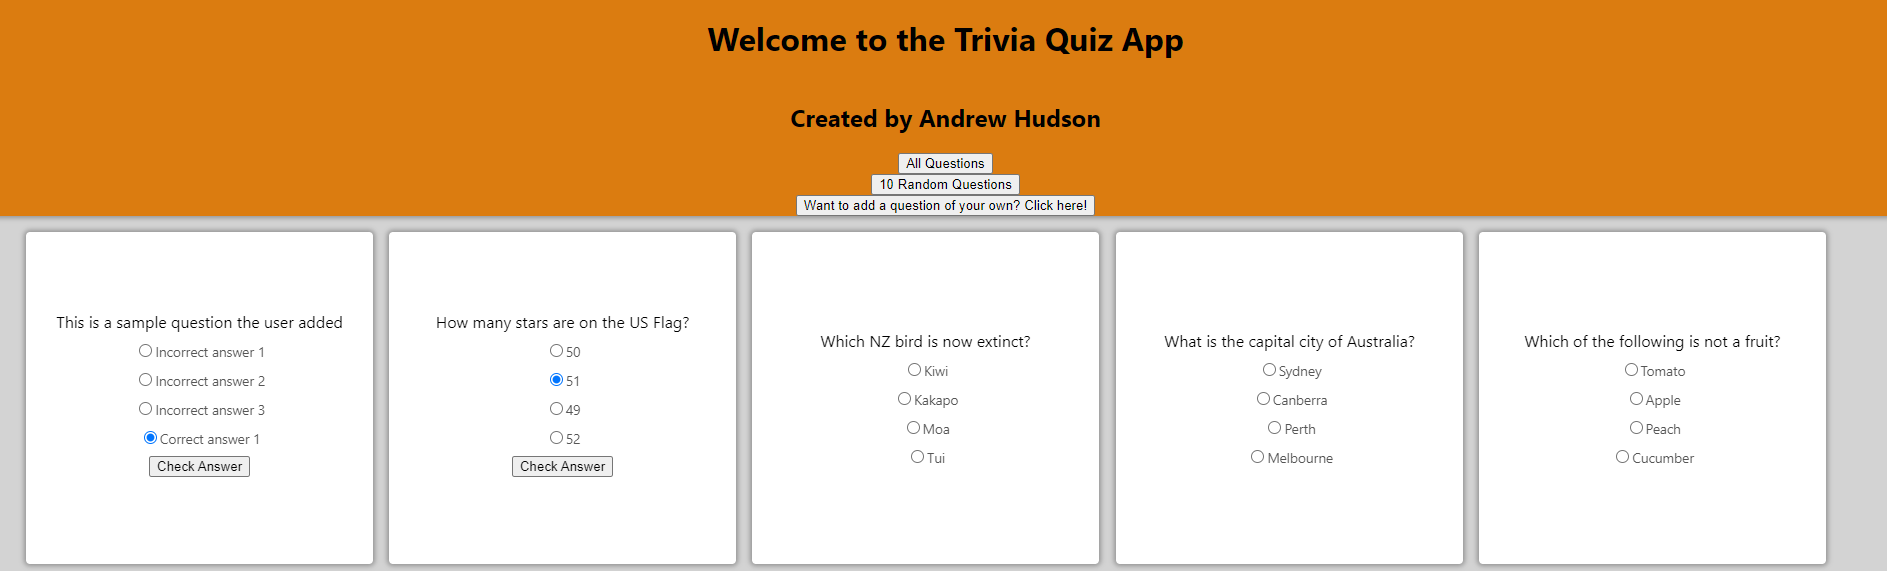 Welcome to the Trivia Quiz App
Created by Andrew Hudson
All Questions
10 Random Questions
Want to add a question of your own? Click here!
This is a sample question the user added
Incorrect answer 1
Incorrect answer 2
Incorrect answer 3
Correct answer 1
Check Answer
How many stars are on the US Flag?
50
51
49
52
Check Answer
Which NZ bird is now extinct?
Kiwi
Kakapo
Moa
Tui
What is the capital city of Australia?
Sydney
Canberra
Perth
Melbourne
Which of the following is not a fruit?
Tomato
Apple
Peach
Cucumber